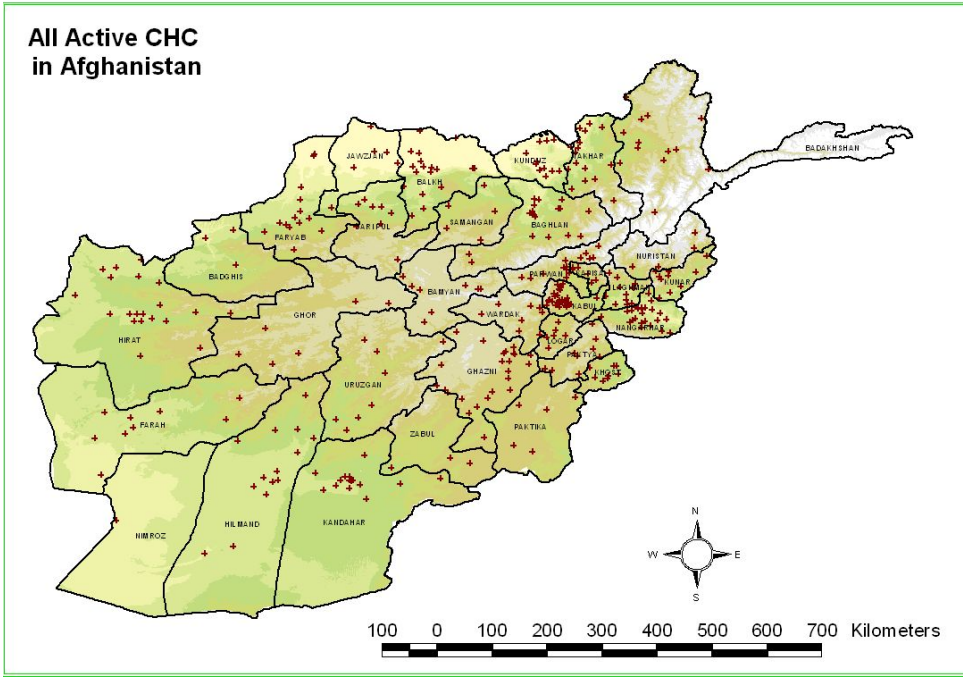 All Active CHC
in Afghanistan
BADAKHSHAN
JAWZJAN
BALKH
KUNDUZ
TAKHAR
SARIPUL
SAMANGAN
BAGHLAN
FARYAB
NURISTAN
BADGHIS
PARWAN
KAPISA
LAGHMAN
KUNAR
BAMYAN
KABUL
GHOR
WARDAK
NANGARHAR
HIRAT
LOGAR
PAKTYA
GHAZNI
KHOST
URUZGAN
FARAH
ZABUL
PAKTIKA
NIMROZ
HILMAND
KANDAHAR
N
W
E
S
100 0 100 200 300 400 500 600 700 Kilometers